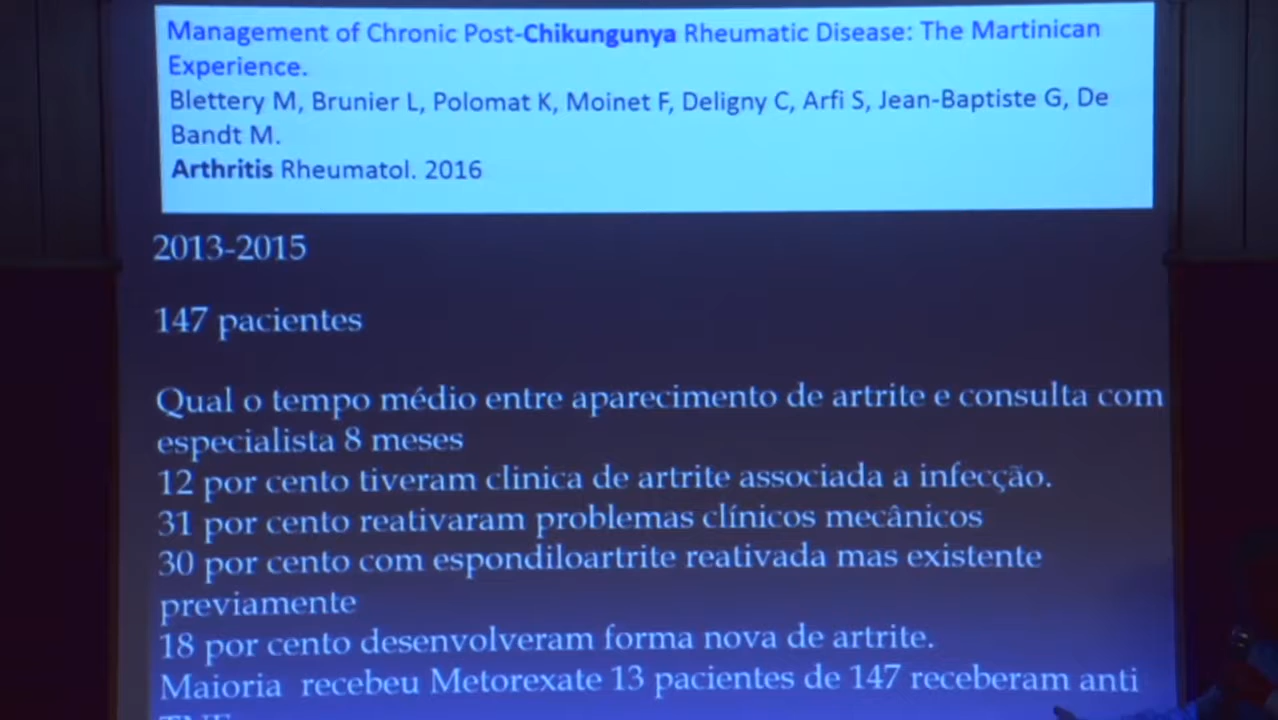 Management of Chronic Post-Chikungunya Rheumatic Disease: The Martinican
Experience.
Blettery M, Brunier L, Polomat K, Moinet F, Deligny C, Arfi S, Jean-Baptiste G, De
Bandt M.
Arthritis Rheumatol. 2016
2013-2015
147 pacientes
Qual o tempo médio entre aparecimento de artrite e consulta com
especialista 8 meses
12 por cento tiveram clinica de artrite associada a infecção.
31 por cento reativaram problemas clínicos mecânicos
30 por cento com espondiloartrite reativada mas existente
previamente
18 por cento desenvolveram forma nova de artrite.
Maioria recebeu Metorexate 13 pacientes de 147 receberam anti